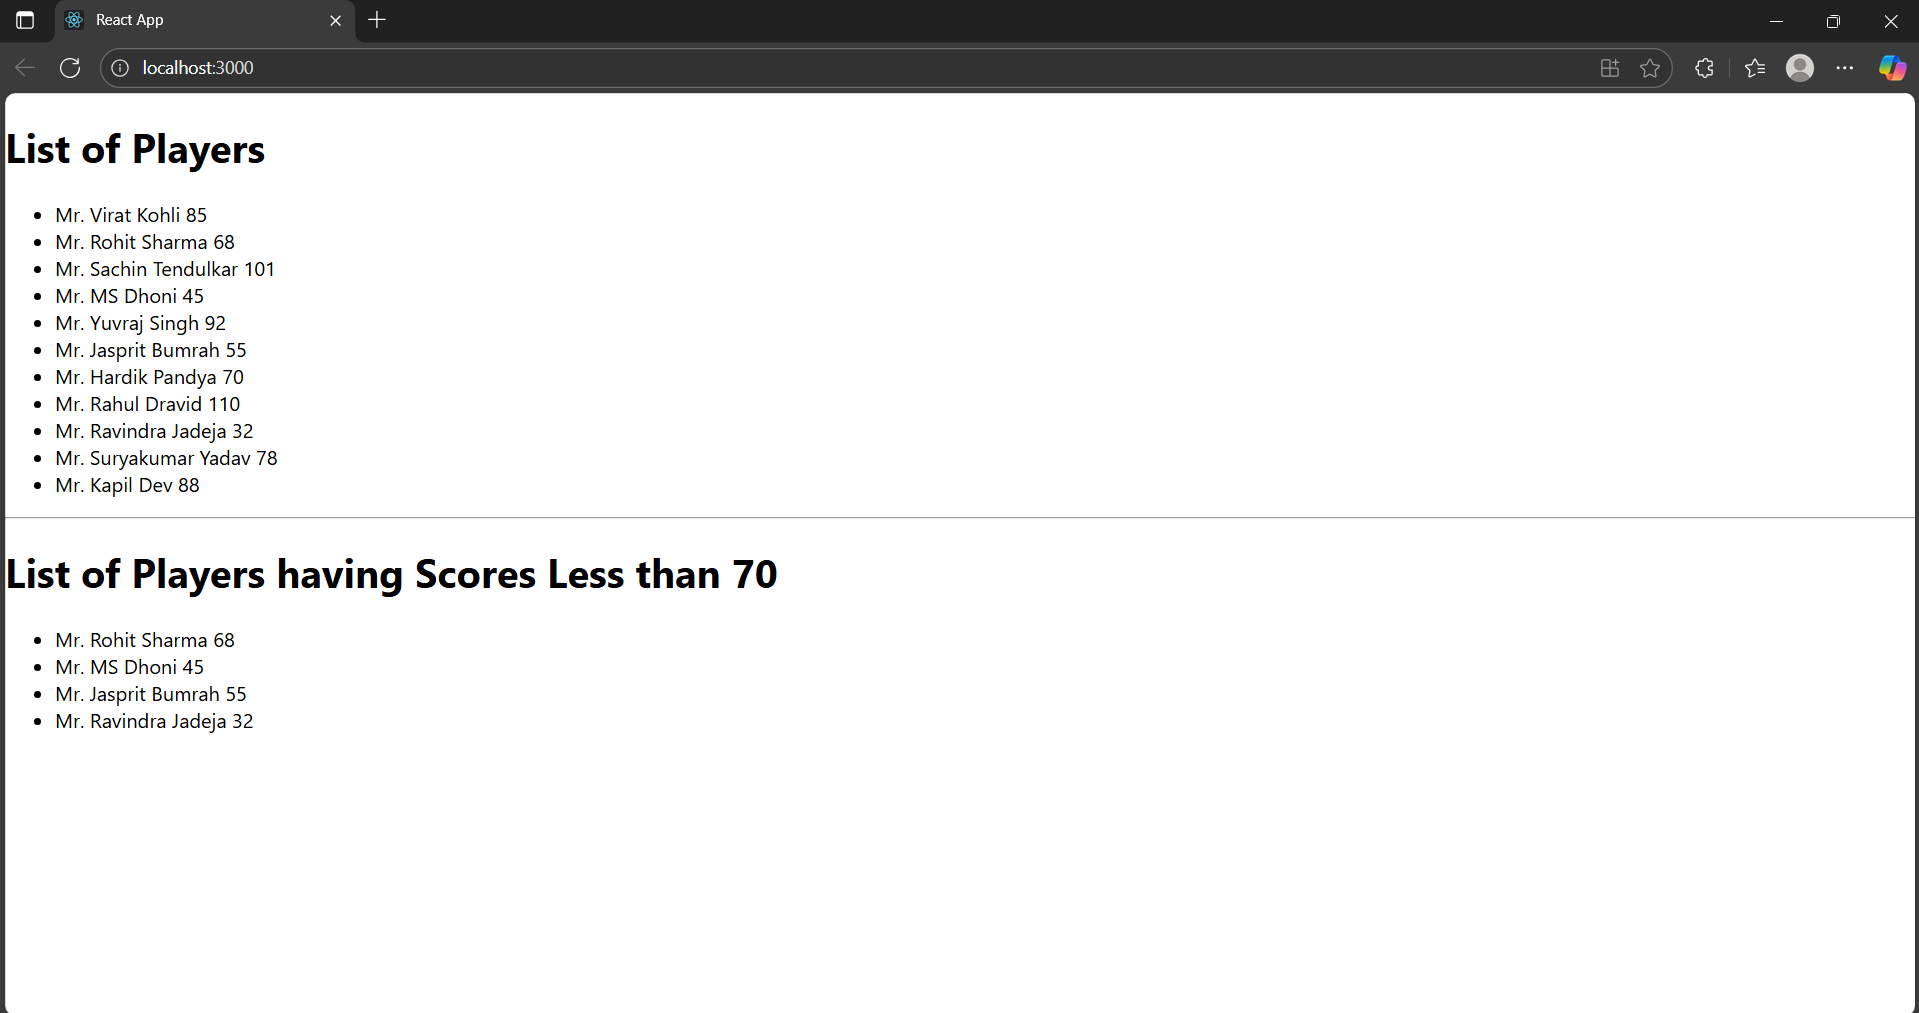 React App
localhost:3000
List of Players
Mr. Virat Kohli 85
Mr. Rohit Sharma 68
Mr. Sachin Tendulkar 101
Mr. MS Dhoni 45
Mr. Yuvraj Singh 92
Mr. Jasprit Bumrah 55
Mr. Hardik Pandya 70
Mr. Rahul Dravid 110
Mr. Ravindra Jadeja 32
Mr. Suryakumar Yadav 78
Mr. Kapil Dev 88
List of Players having Scores Less than 70
Mr. Rohit Sharma 68
Mr. MS Dhoni 45
Mr. Jasprit Bumrah 55
Mr. Ravindra Jadeja 32